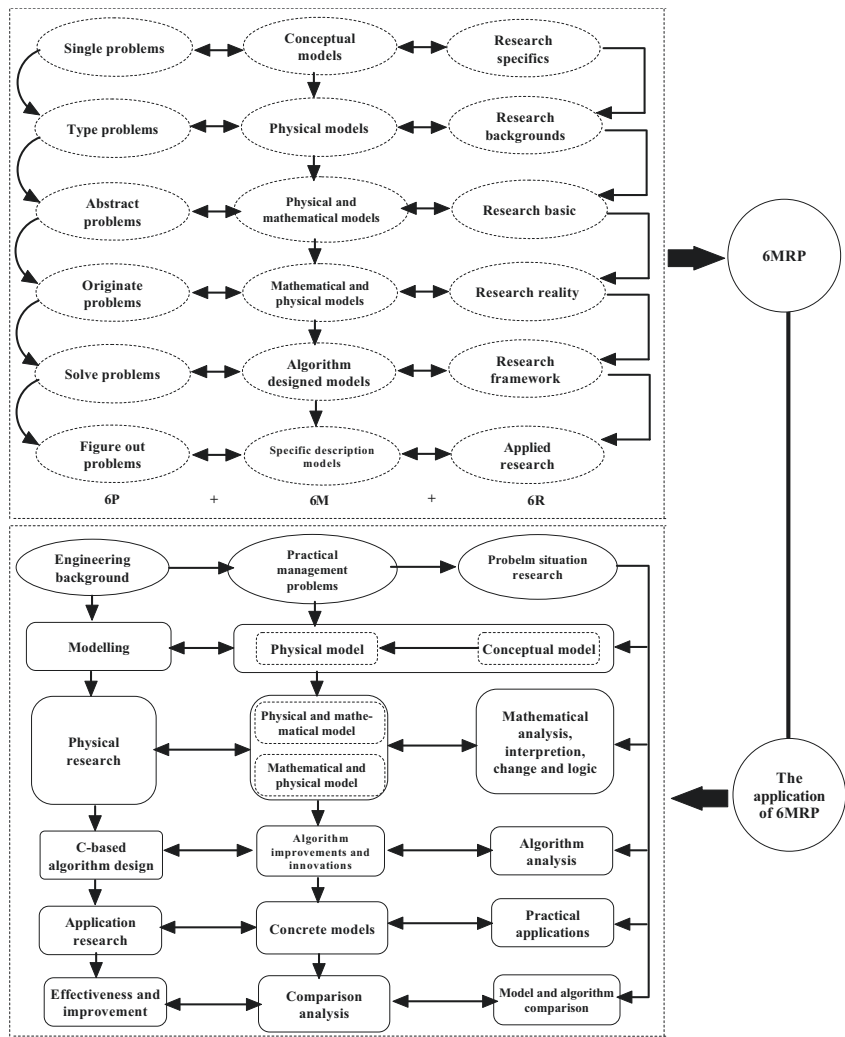 Single problems
Conceptual
models
Research
specifics
Type problems
Physical models
Research
backgrounds
Abstract
problems
Physical and
mathematical models
Research basic
6MRP
Originate
problems
Mathematical and
physical models
Research reality
Solve problems
Algorithm
designed models
Research
framework
Figure out
problems
Specific description
models
Applied
research
6P + 6M + 6R
Engineering
background
Practical
management
problems
Probelm situation
research
Modelling
Physical model
Conceptual model
Physical
research
Physical and mathe-
matical model
Mathematical and
physical model
Mathematical
analysis,
interpretion,
change and logic
The
application
of 6MRP
C-based
algorithm design
Algorithm
improvements and
innovations
Algorithm
analysis
Application
research
Concrete models
Practical
applications
Effectiveness and
improvement
Comparison
analysis
Model and algorithm
comparison